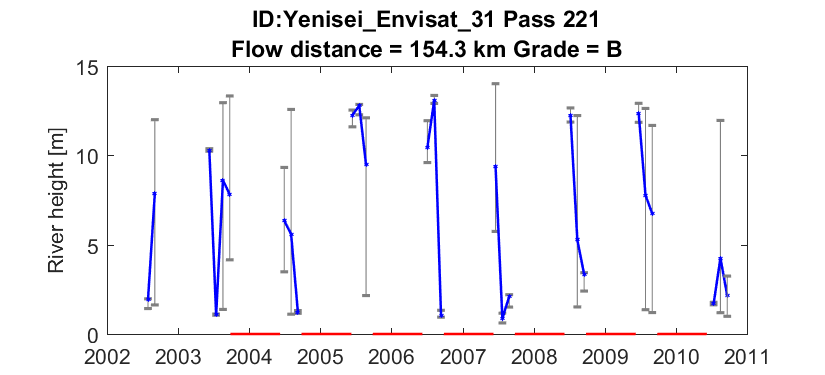 ID:Yenisei_Envisat_31 Pass 221
Flow distance = 154.3 km Grade = B
15
10
5
0
River height [m]
2002 2003 2004 2005 2006 2007 2008 2009 2010 2011